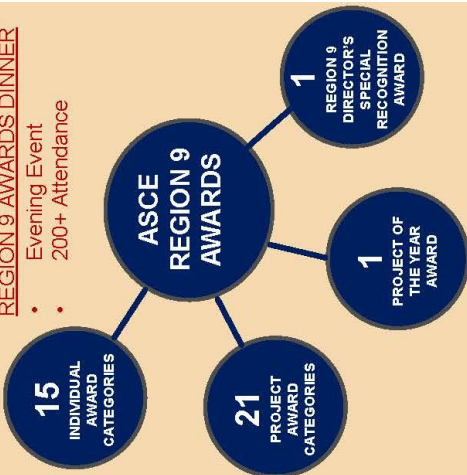 REGION 9 AWARDS DINNER
• Evening Event
• 200+ Attendance
ASCE
REGION 9
AWARDS
15
INDIVIDUAL
AWARD
CATEGORIES
21
PROJECT
AWARD
CATEGORIES
1
PROJECT OF
THE YEAR
AWARD
1
REGION 9
DIRECTOR'S
SPECIAL
RECOGNITION
AWARD